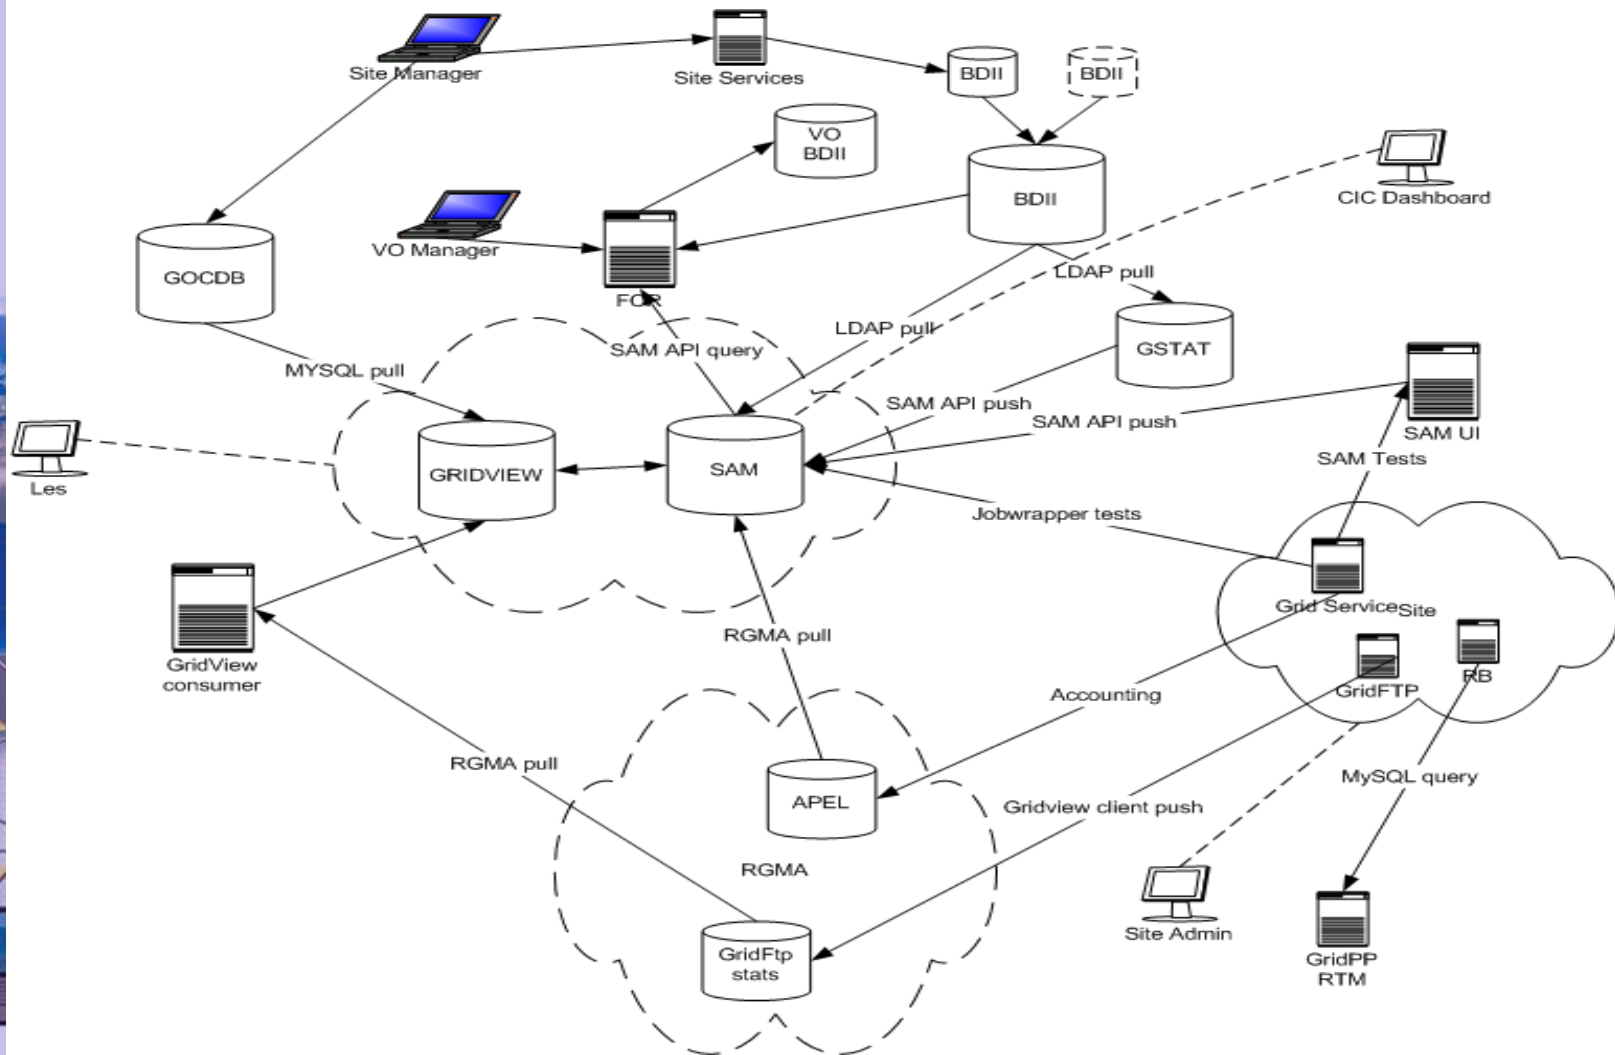 Site Manager
Site Services
BDII
BDII
VO
BDII
BDII
CIC Dashboard
VO Manager
GOCDB
FCR
LDAP pull
LDAP pull
SAM API query
GSTAT
MYSQL pull
SAM API push
SAM API push
SAM UI
SAM Tests
Les
GRIDVIEW
SAM
Jobwrapper tests
Grid Service
Site
RGMA pull
GridView
consumer
GridFTP
RB
Accounting
RGMA pull
MySQL query
APEL
Gridview client push
RGMA
Site Admin
GridFtp
stats
GridPP
RTM